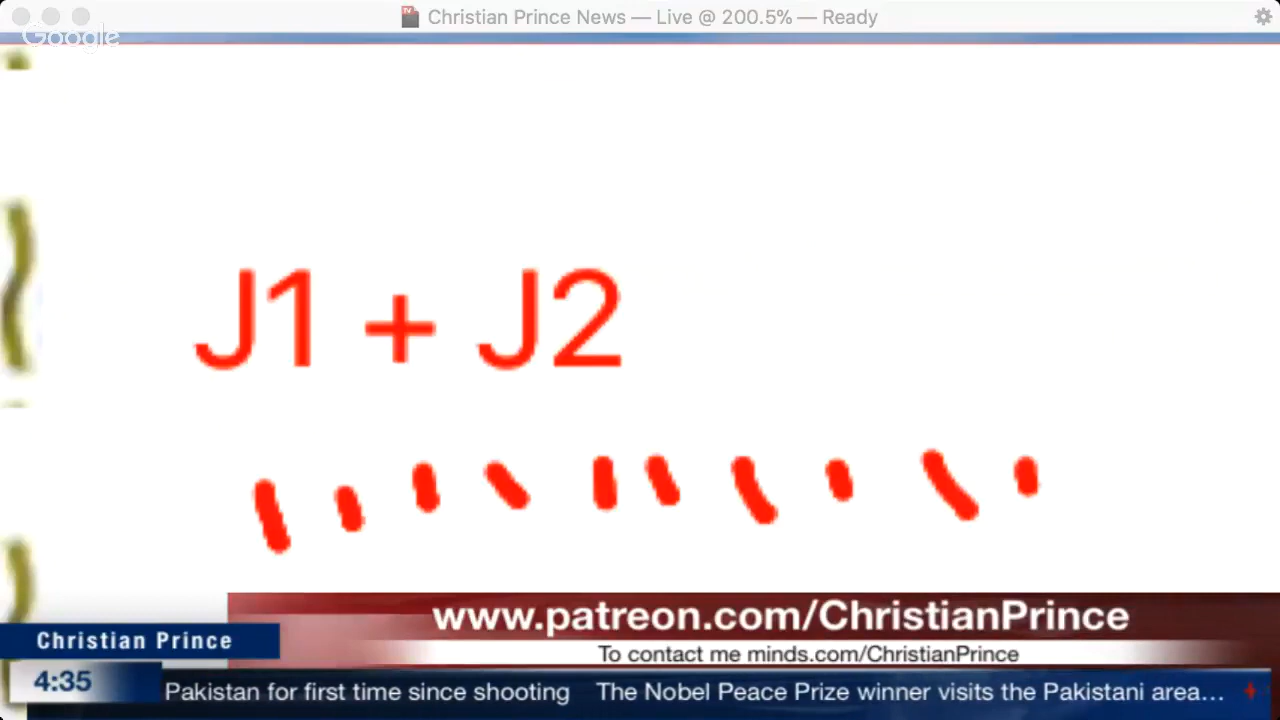 Christian Prince News — Live @ 200.5% — Ready
Google
J1 + J2
www.patreon.com/ChristianPrince
To contact me minds.com/ChristianPrince
Christian Prince
4:35
Pakistan for first time since shooting The Nobel Peace Prize winner visits the Pakistani area...